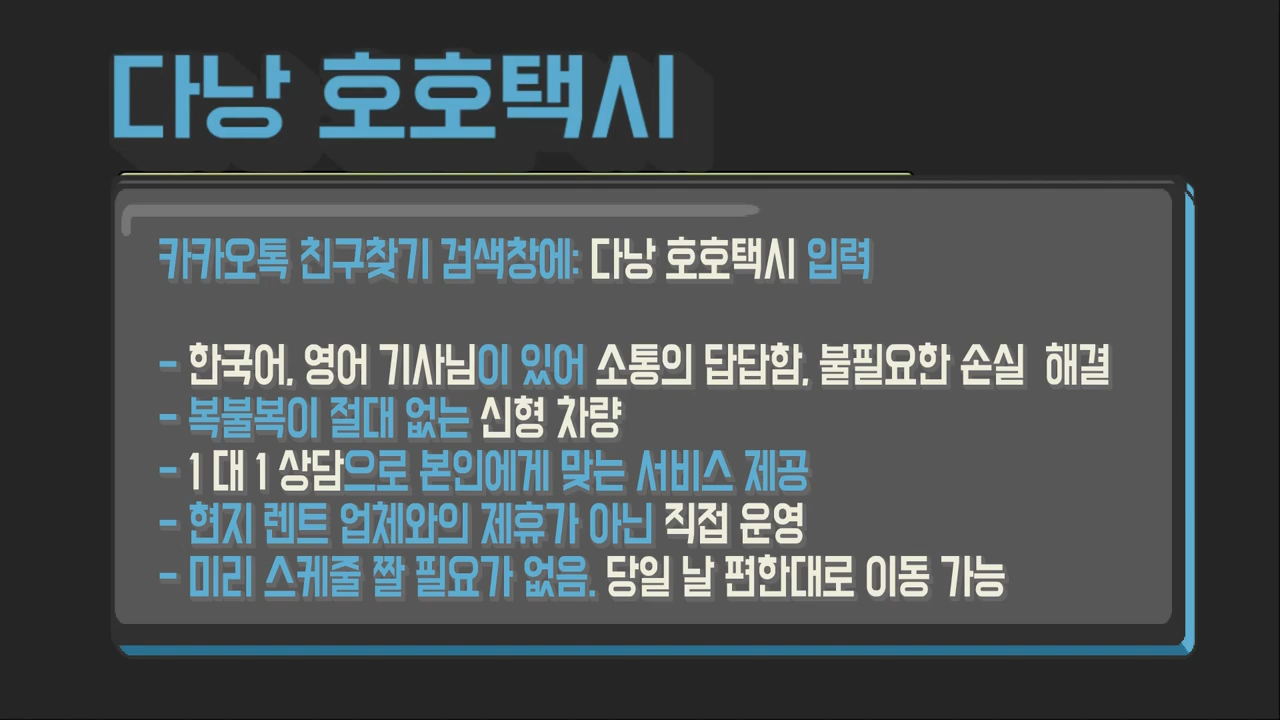 다낭 호호택시
카카오톡 친구찾기 검색창에: 다낭 호호택시 입력
- 한국어, 영어 기사님이 있어 소통의 답답함, 불필요한 손실 해결
- 복불복이 절대 없는 신형 차량
- 1 대 1 상담으로 본인에게 맞는 서비스 제공
- 현지 렌트 업체와의 제휴가 아닌 직접 운영
- 미리 스케줄 짤 필요가 없음. 당일 날 편한대로 이동 가능